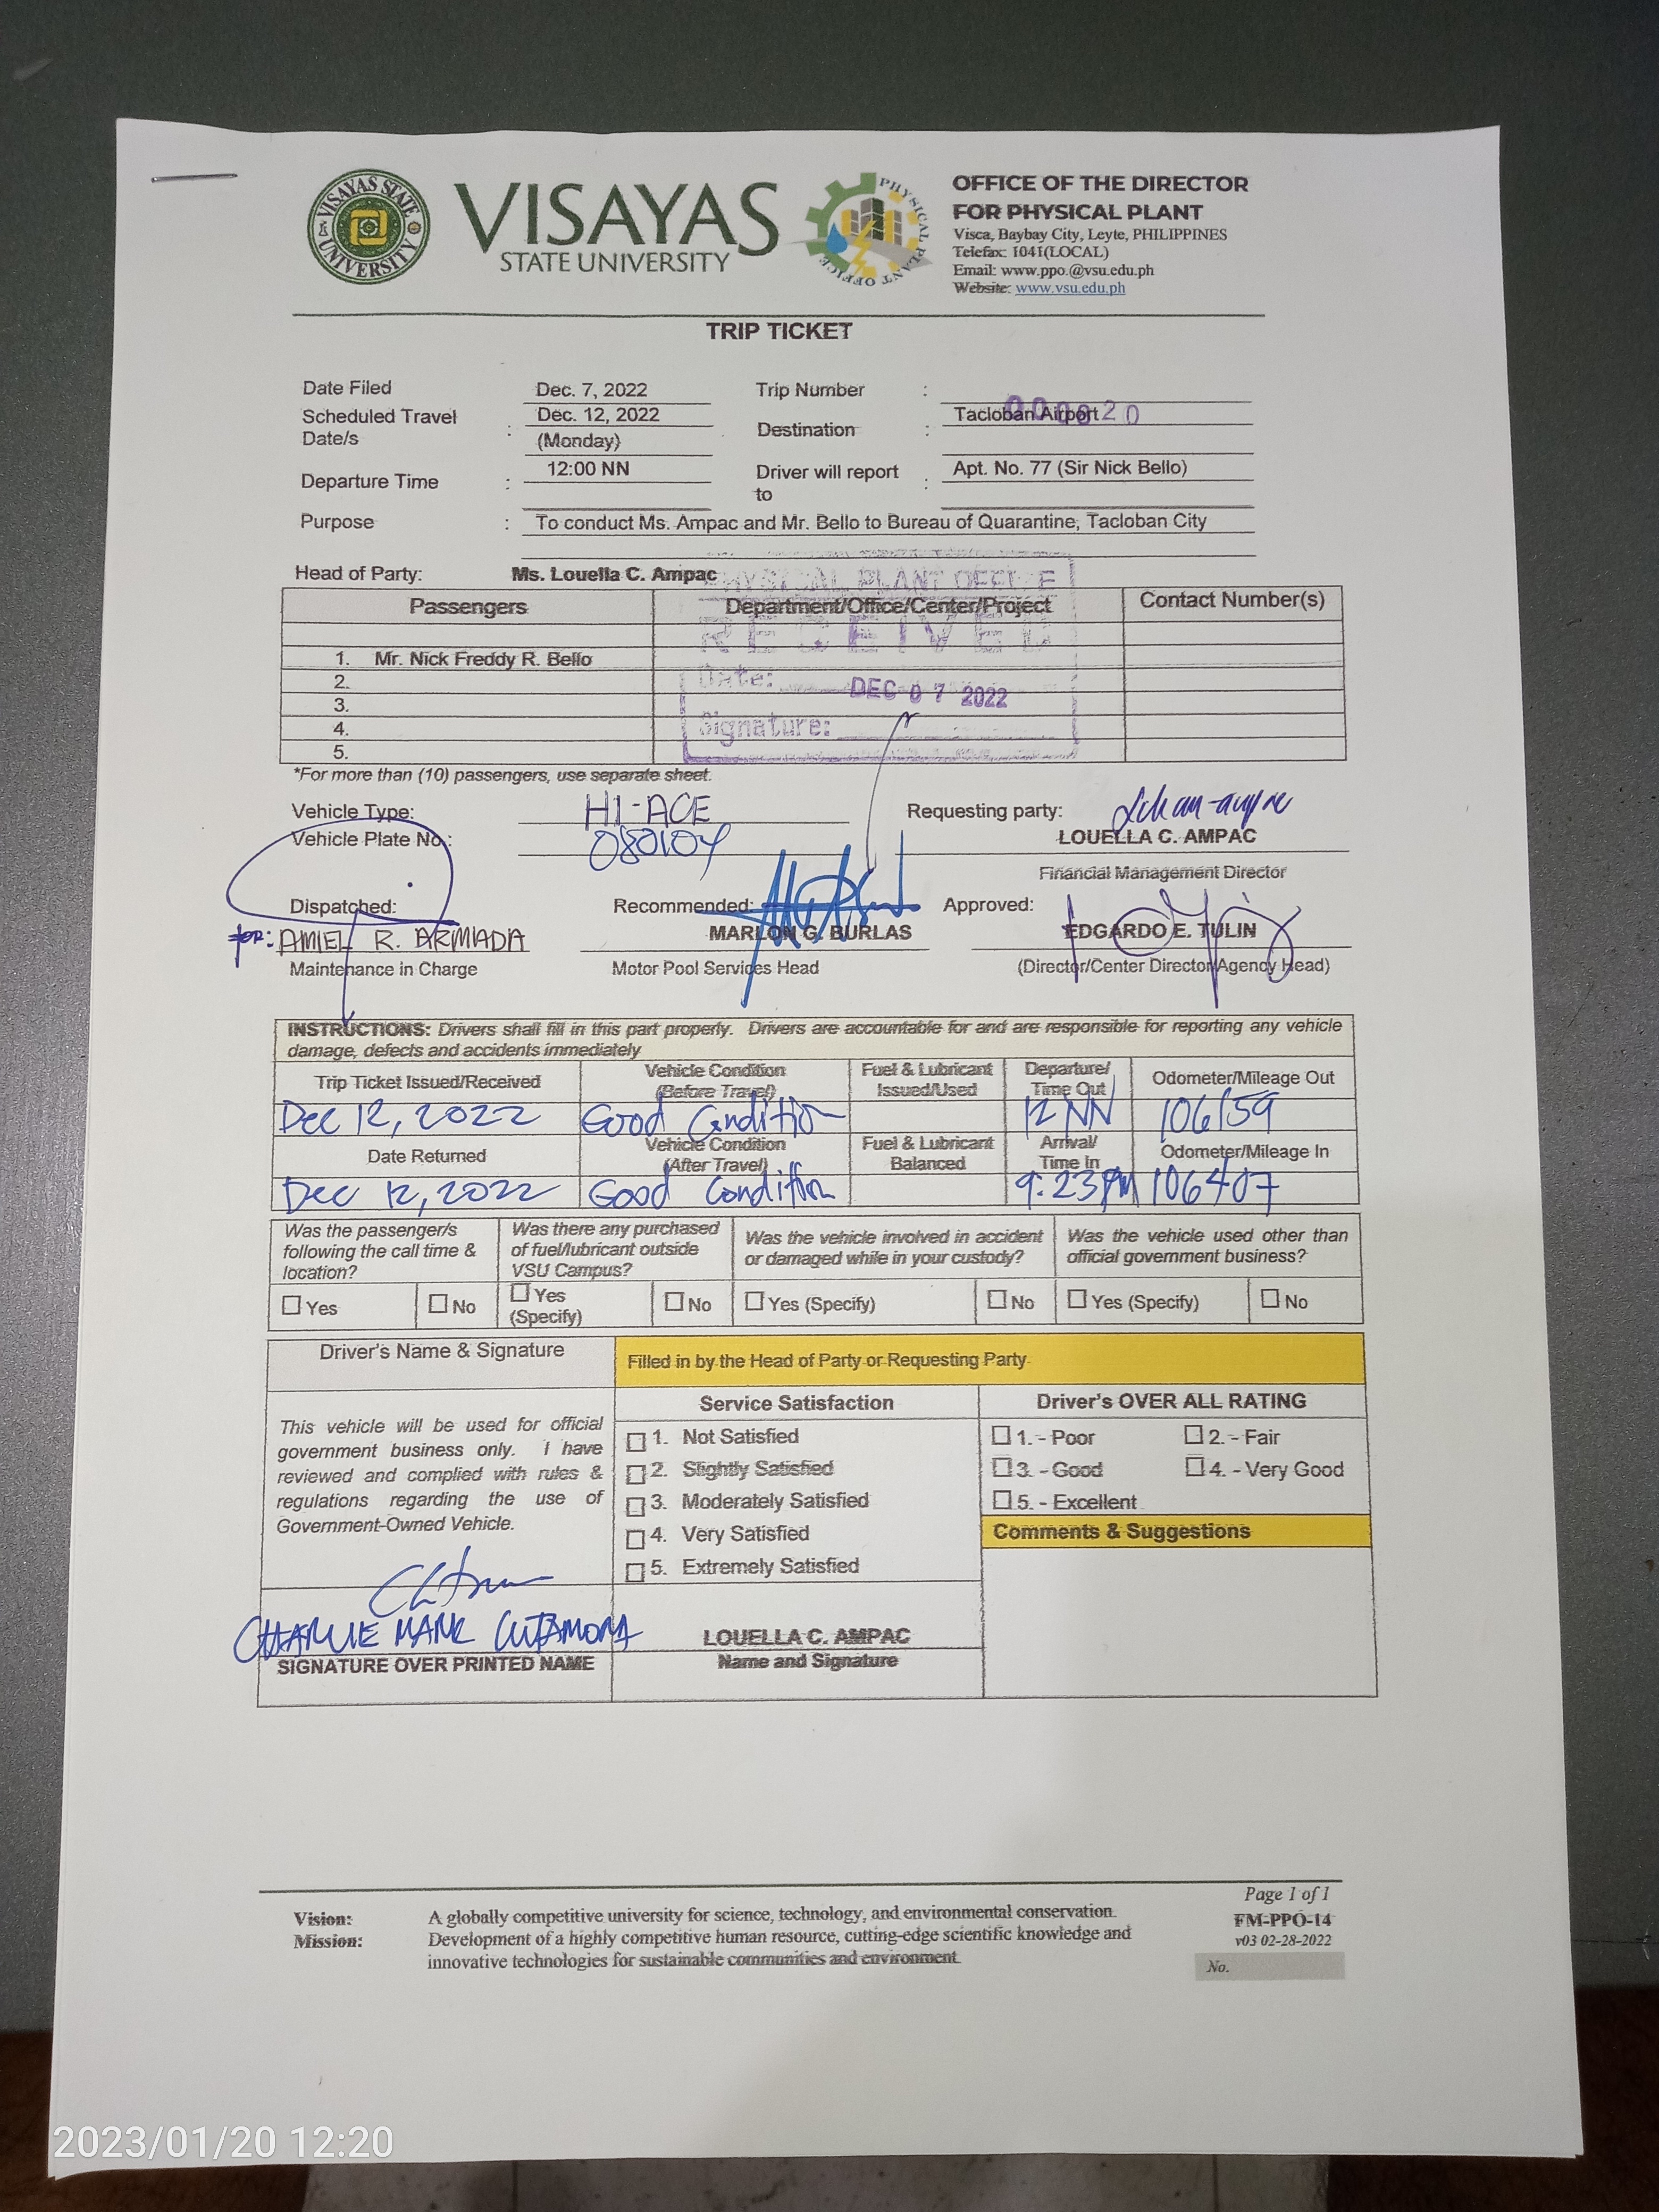 VISAYAS STATE UNIVERSITY
VISAYAS
STATE UNIVERSITY
PHYSICAL PLANT OFFICE
OFFICE OF THE DIRECTOR
FOR PHYSICAL PLANT
Visca, Baybay City, Leyte, PHILIPPINES
Telefax: 1041(LOCAL)
Email: www.ppo.@vsu.edu.ph
Website: www.vsu.edu.ph
TRIP TICKET
Date Filed Dec. 7, 2022 Trip Number :
Scheduled Travel Date/s : Dec. 12, 2022 (Monday) Destination : Tacloban Airport
Departure Time : 12:00 NN Driver will report to : Apt. No. 77 (Sir Nick Bello)
Purpose : To conduct Ms. Ampac and Mr. Bello to Bureau of Quarantine, Tacloban City
Head of Party: Ms. Louella C. Ampac
PHYSICAL PLANT OFFICE
Passengers Department/Office/Center/Project Contact Number(s)
RECEIVED
1. Mr. Nick Freddy R. Bello
2.
Date: DEC 07 2022
3.
4.
Signature:
5.
*For more than (10) passengers, use separate sheet.
Vehicle Type: HI-ACE Requesting party:
Vehicle Plate No.: 080104 LOUELLA C. AMPAC
Financial Management Director
Dispatched: Recommended: Approved:
for: AMIEL R. ARMADA MARLON G. BURLAS EDGARDO E. TULIN
Maintenance in Charge Motor Pool Services Head (Director/Center Director/Agency Head)
INSTRUCTIONS: Drivers shall fill in this part properly. Drivers are accountable for and are responsible for reporting any vehicle
damage, defects and accidents immediately
Trip Ticket Issued/Received Vehicle Condition (Before Travel) Fuel & Lubricant Issued/Used Departure/ Time Out Odometer/Mileage Out
Dec 12, 2022 Good Condition 12 NN 106159
Date Returned Vehicle Condition (After Travel) Fuel & Lubricant Balanced Arrival/ Time In Odometer/Mileage In
Dec 12, 2022 Good Condition 9:23PM 106407
Was the passenger/s following the call time & location? Was there any purchased of fuel/lubricant outside VSU Campus? Was the vehicle involved in accident or damaged while in your custody? Was the vehicle used other than official government business?
Yes No Yes (Specify) No Yes (Specify) No Yes (Specify) No
Driver's Name & Signature Filled in by the Head of Party or Requesting Party
Service Satisfaction Driver's OVER ALL RATING
This vehicle will be used for official
government business only. I have
reviewed and complied with rules &
regulations regarding the use of
Government-Owned Vehicle.
1. Not Satisfied
2. Slightly Satisfied
3. Moderately Satisfied
4. Very Satisfied
5. Extremely Satisfied
1. - Poor 2. - Fair
3. - Good 4. - Very Good
5. - Excellent
Comments & Suggestions
CHARLIE MARK CUTAMORA LOUELLA C. AMPAC
SIGNATURE OVER PRINTED NAME Name and Signature
Page 1 of 1
Vision: A globally competitive university for science, technology, and environmental conservation.
Mission: Development of a highly competitive human resource, cutting-edge scientific knowledge and
innovative technologies for sustainable communities and environment.
FM-PPO-14
v03 02-28-2022
No.
2023/01/20 12:20